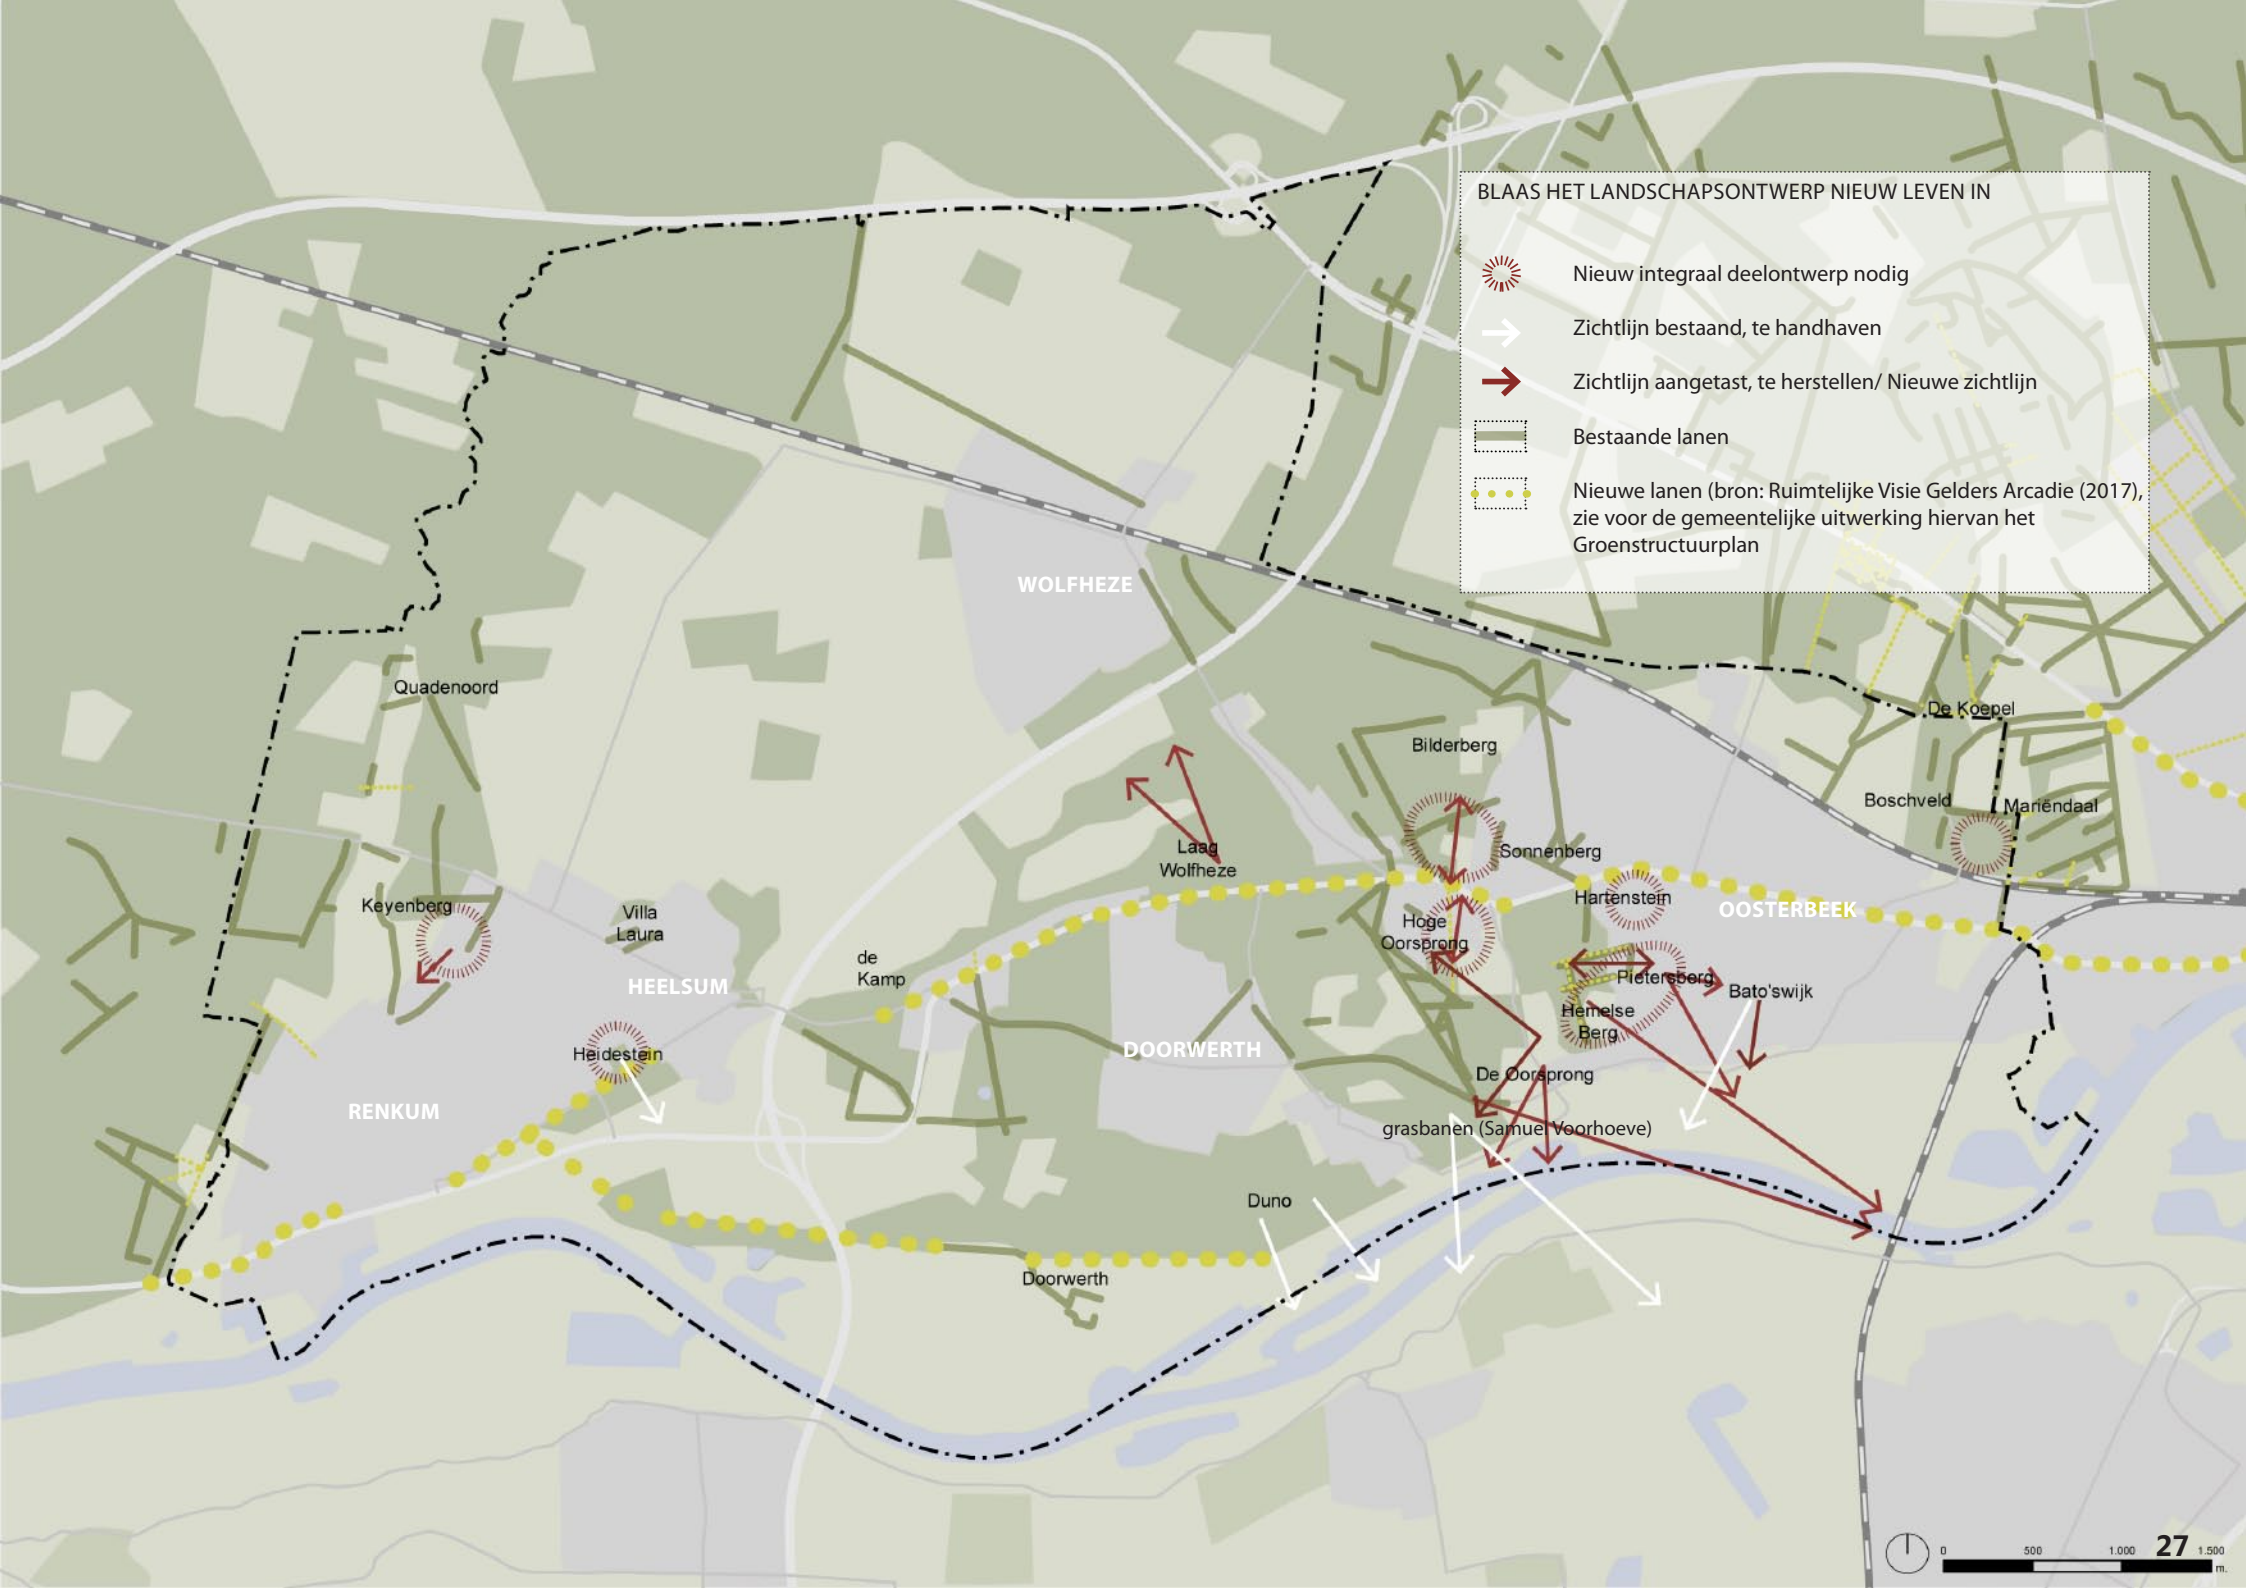 BLAAS HET LANDSCHAPSONTWERP NIEUW LEVEN IN
Nieuw integraal deelontwerp nodig
Zichtlijn bestaand, te handhaven
Zichtlijn aangetast, te herstellen/ Nieuwe zichtlijn
Bestaande lanen
Nieuwe lanen (bron: Ruimtelijke Visie Gelders Arcadie (2017),
zie voor de gemeentelijke uitwerking hiervan het
Groenstructuurplan
WOLFHEZE
Quadenoord
De Koepel
Bilderberg
Boschveld
Mariëndaal
Laag
Wolfheze
Sonnenberg
Hartenstein
OOSTERBEEK
Keyenberg
Villa
Laura
Hoge
Oorsprong
de
Kamp
HEELSUM
Pietersberg
Bato'swijk
Hemelse
Berg
Heidestein
DOORWERTH
De Oorsprong
RENKUM
grasbanen (Samuel Voorhoeve)
Duno
Doorwerth
0 500 1.000 1.500
m.
27